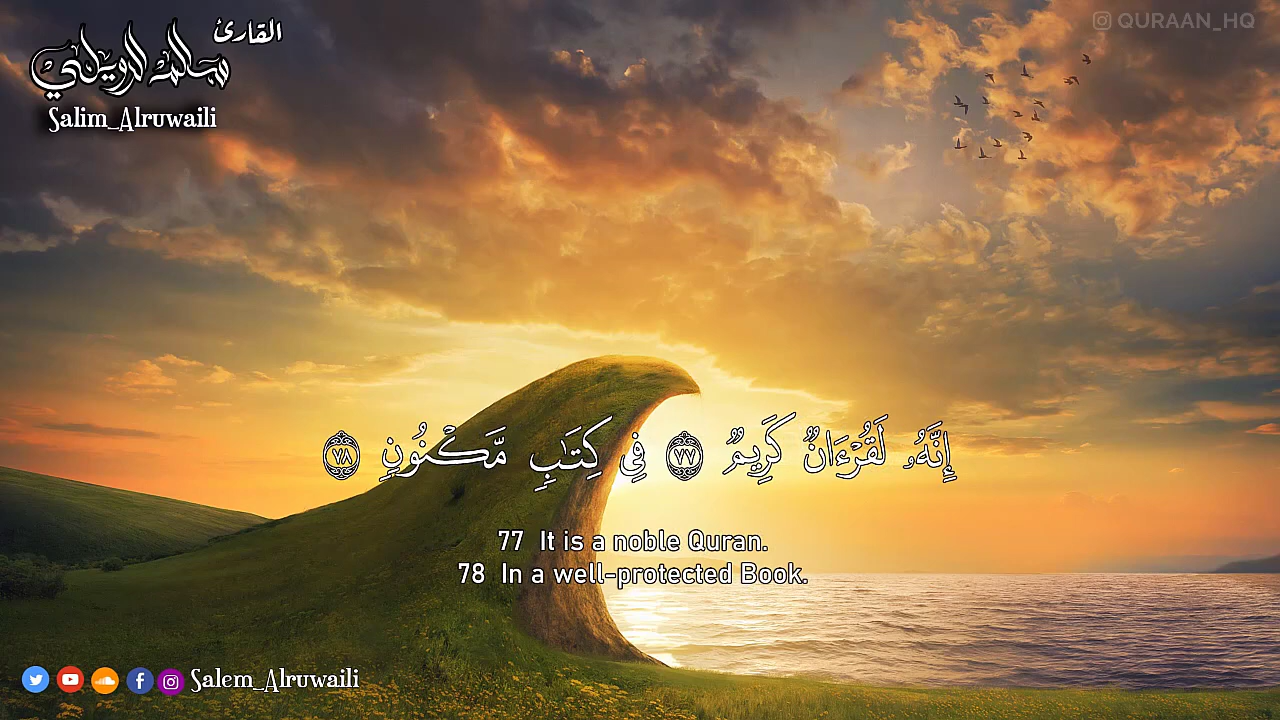 القارئ
سالم الرويلي
Salim_Alruwaili
QURAAN_HQ
إِنَّهُۥ لَقُرْءَانٌ كَرِيمٌ ٧٧ فِى كِتَـٰبٍ مَّكْنُونٍ ٧٨
77 It is a noble Quran.
78 In a well-protected Book.
Salem_Alruwaili